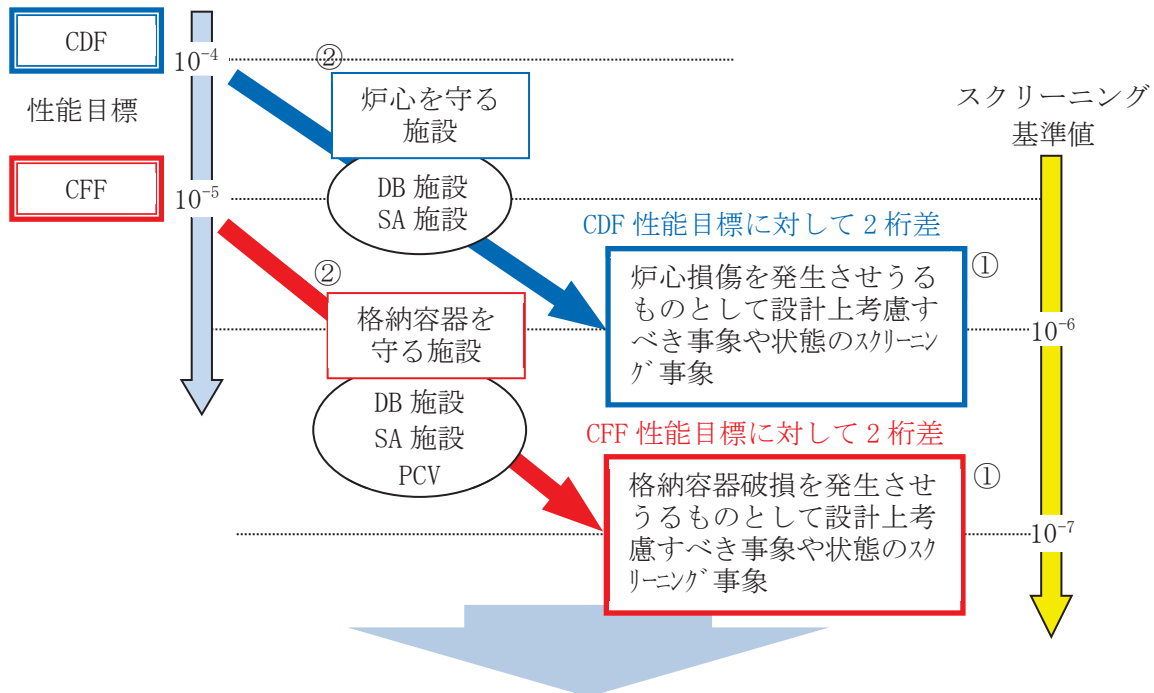 CDF
性能目標
CFF
10⁻⁴
10⁻⁵
②
炉心を守る
施設
DB 施設
SA 施設
②
格納容器を
守る施設
DB 施設
SA 施設
PCV
CDF 性能目標に対して 2 桁差
①
炉心損傷を発生させうる
ものとして設計上考慮す
べき事象や状態のｽｸﾘｰﾆﾝ
ｸﾞ事象
CFF 性能目標に対して 2 桁差
①
格納容器破損を発生させ
うるものとして設計上考
慮すべき事象や状態のｽｸ
ﾘｰﾆﾝｸﾞ事象
スクリーニング
基準値
10⁻⁶
10⁻⁷